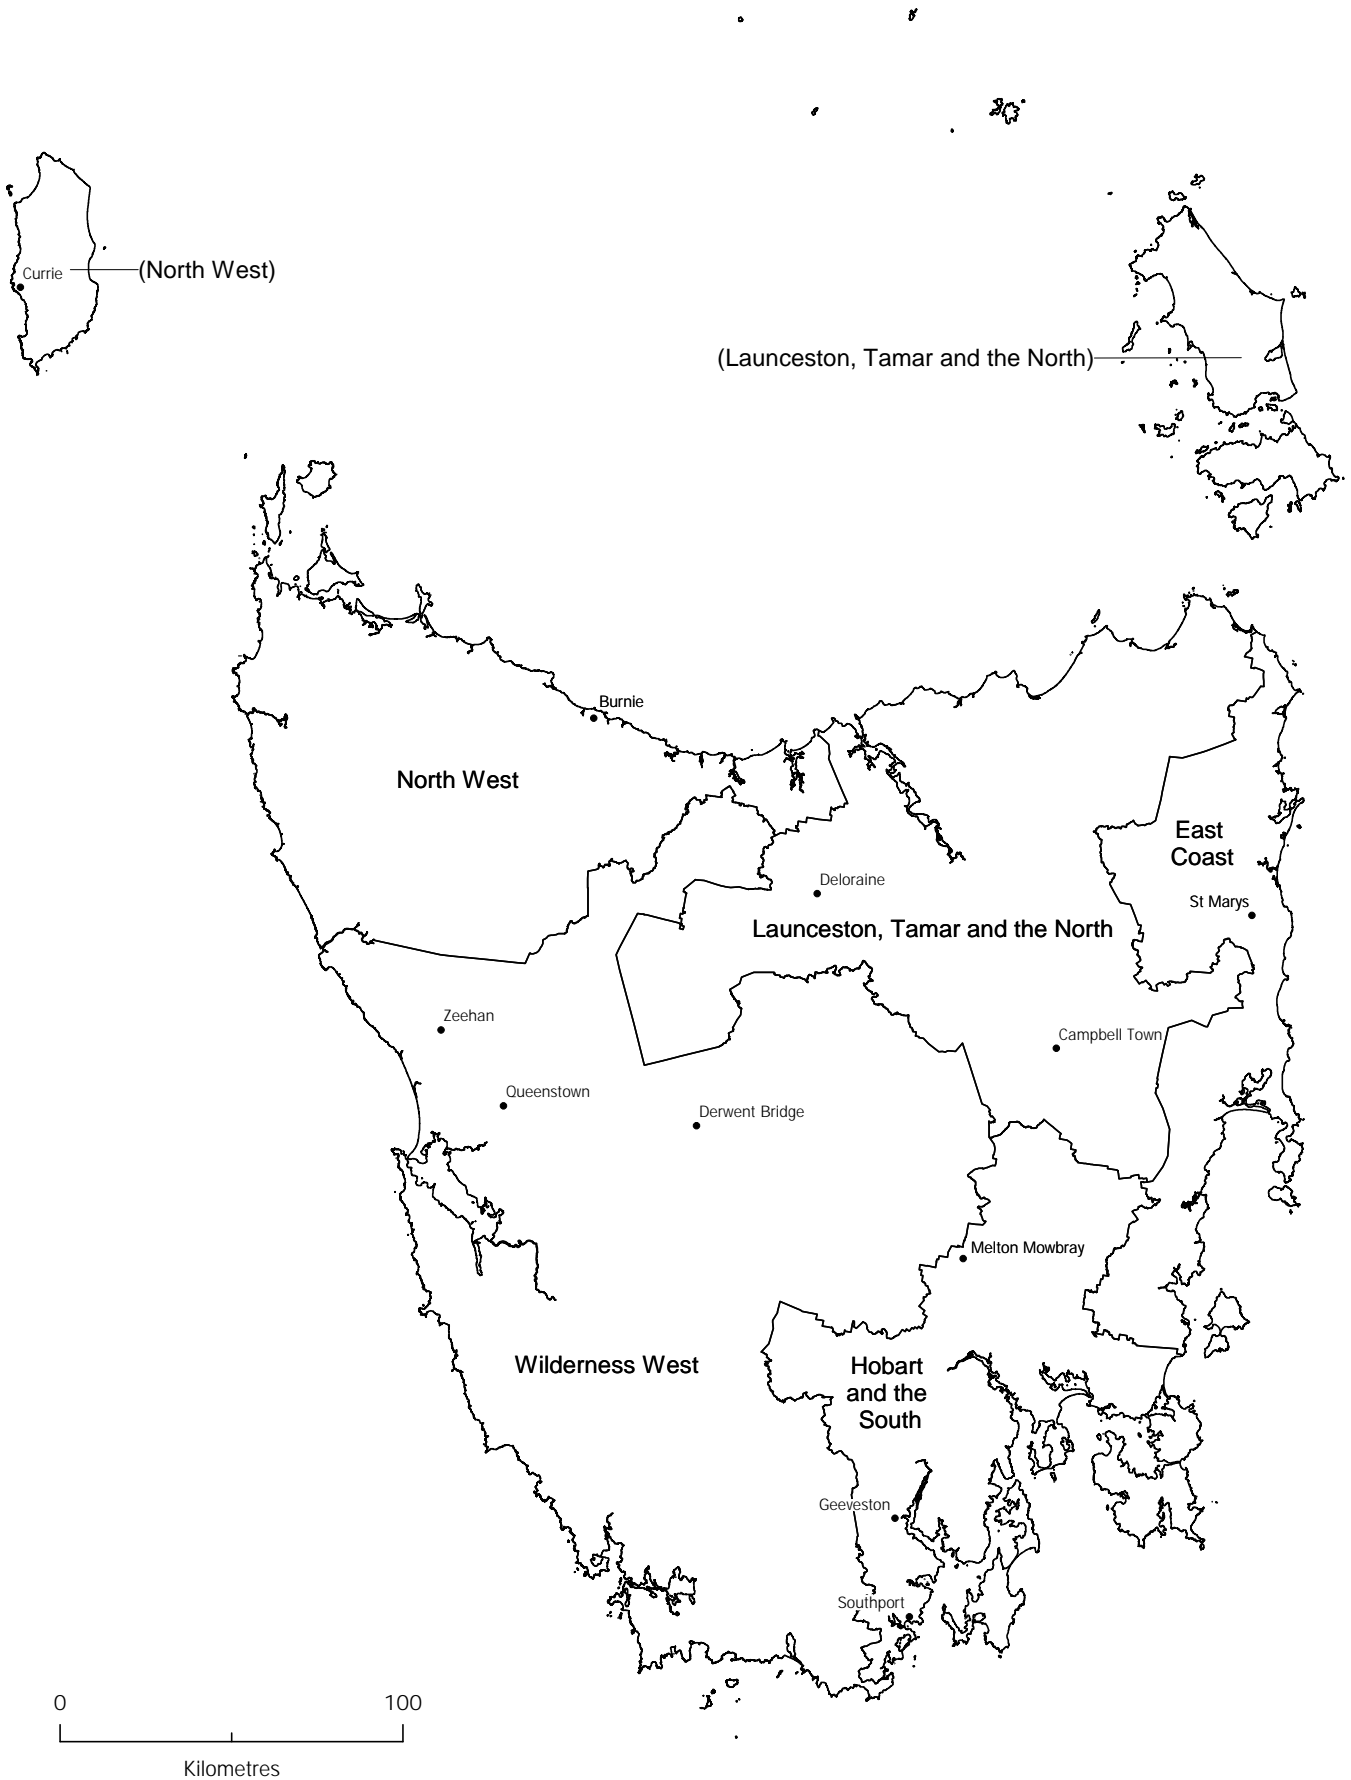 Currie
(North West)
(Launceston, Tamar and the North)
Burnie
North West
East
Coast
Deloraine
St Marys
Launceston, Tamar and the North
Zeehan
Campbell Town
Queenstown
Derwent Bridge
Melton Mowbray
Wilderness West
Hobart
and the
South
Geeveston
Southport
0 100
Kilometres